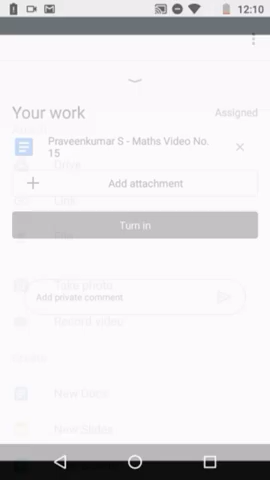 12:10
Your work
Assigned
Praveenkumar S - Maths Video No.
15
Drive
Link
File
Add attachment
Turn in
Take photo
Add private comment
Record video
New Docs
New Slides